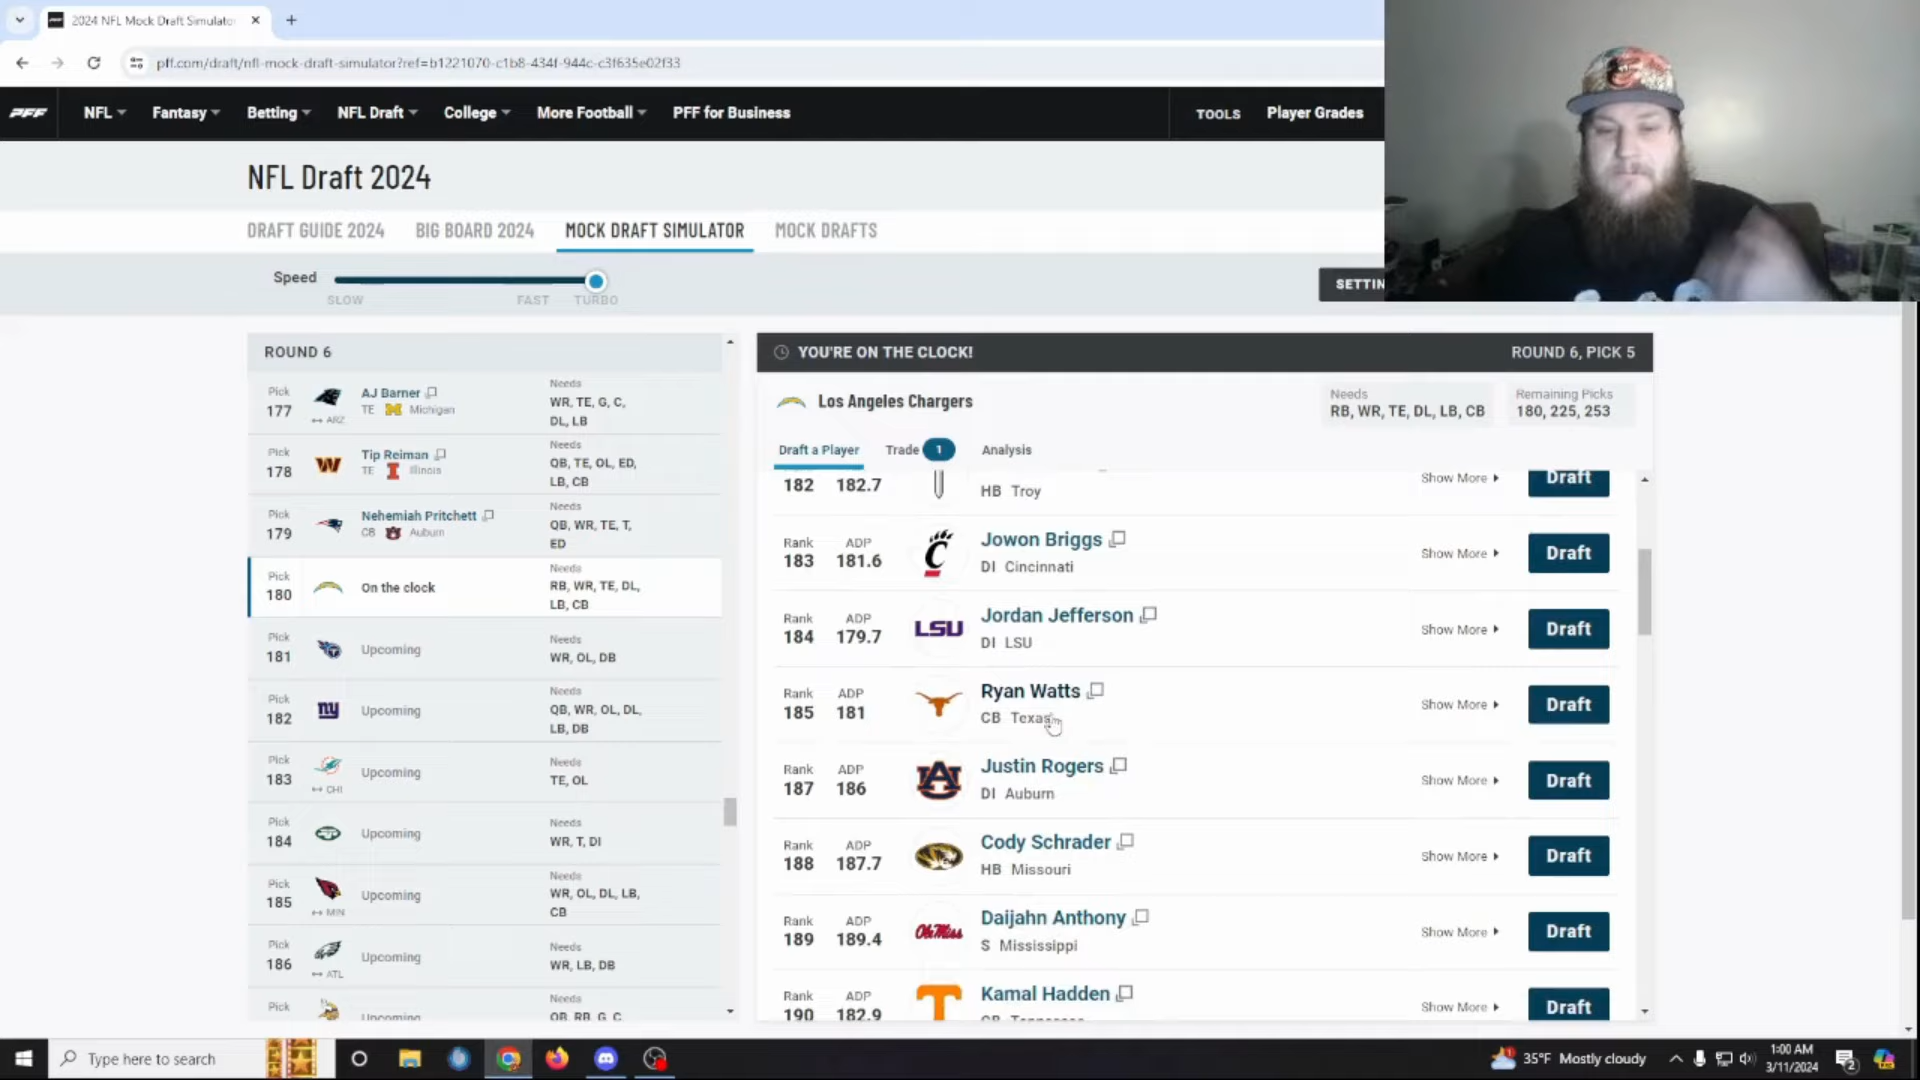 2024 NFL Mock Draft Simulator
pff.com/draft/nfl-mock-draft-simulator?ref=b1221070-c1b8-434f-944c-c3f635e02f33
PFF NFL Fantasy Betting NFL Draft College More Football PFF for Business TOOLS Player Grades
NFL Draft 2024
DRAFT GUIDE 2024 BIG BOARD 2024 MOCK DRAFT SIMULATOR MOCK DRAFTS
Speed
SLOW FAST TURBO
SETTIN
ROUND 6
Pick 177 ARZ
AJ Barner
TE Michigan
Needs
WR, TE, G, C,
DL, LB
Pick 178
Tip Reiman
TE Illinois
Needs
QB, TE, OL, ED,
LB, CB
Pick 179
Nehemiah Pritchett
CB Auburn
Needs
QB, WR, TE, T,
ED
Pick 180
On the clock
Needs
RB, WR, TE, DL,
LB, CB
Pick 181
Upcoming
Needs
WR, OL, DB
Pick 182
Upcoming
Needs
QB, WR, OL, DL,
LB, DB
Pick 183 CHI
Upcoming
Needs
TE, OL
Pick 184
Upcoming
Needs
WR, T, DI
Pick 185 MIN
Upcoming
Needs
WR, OL, DL, LB,
CB
Pick 186 ATL
Upcoming
Needs
WR, LB, DB
Pick
Upcoming
Needs
QB, RB, G, C,
YOU'RE ON THE CLOCK! ROUND 6, PICK 5
Los Angeles Chargers
Needs
RB, WR, TE, DL, LB, CB
Remaining Picks
180, 225, 253
Draft a Player Trade 1 Analysis
182 182.7 HB Troy Show More Draft
Rank 183 ADP 181.6
Jowon Briggs
DI Cincinnati
Show More Draft
Rank 184 ADP 179.7
LSU
Jordan Jefferson
DI LSU
Show More Draft
Rank 185 ADP 181
Ryan Watts
CB Texas
Show More Draft
Rank 187 ADP 186
Justin Rogers
DI Auburn
Show More Draft
Rank 188 ADP 187.7
Cody Schrader
HB Missouri
Show More Draft
Rank 189 ADP 189.4
Ole Miss
Daijahn Anthony
S Mississippi
Show More Draft
Rank 190 ADP 182.9
Kamal Hadden
CB Tennessee
Show More Draft
Type here to search
35°F Mostly cloudy
1:00 AM
3/11/2024
2